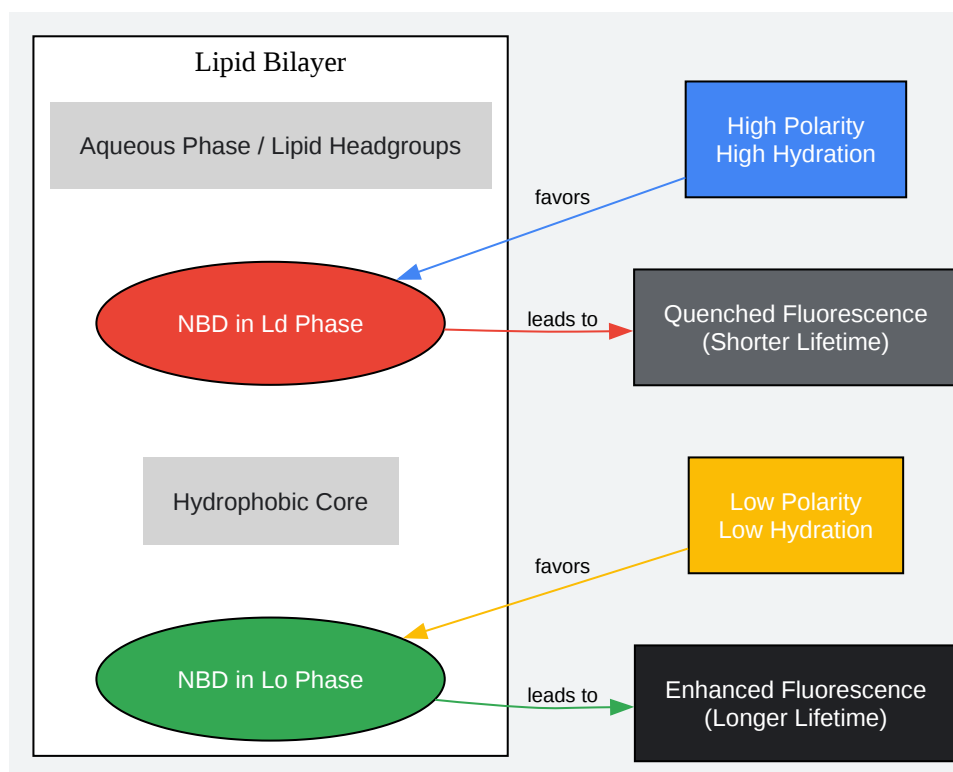 Lipid Bilayer
Aqueous Phase / Lipid Headgroups
High Polarity
High Hydration
favors
NBD in Ld Phase
leads to
Quenched Fluorescence
(Shorter Lifetime)
Hydrophobic Core
Low Polarity
Low Hydration
favors
NBD in Lo Phase
leads to
Enhanced Fluorescence
(Longer Lifetime)